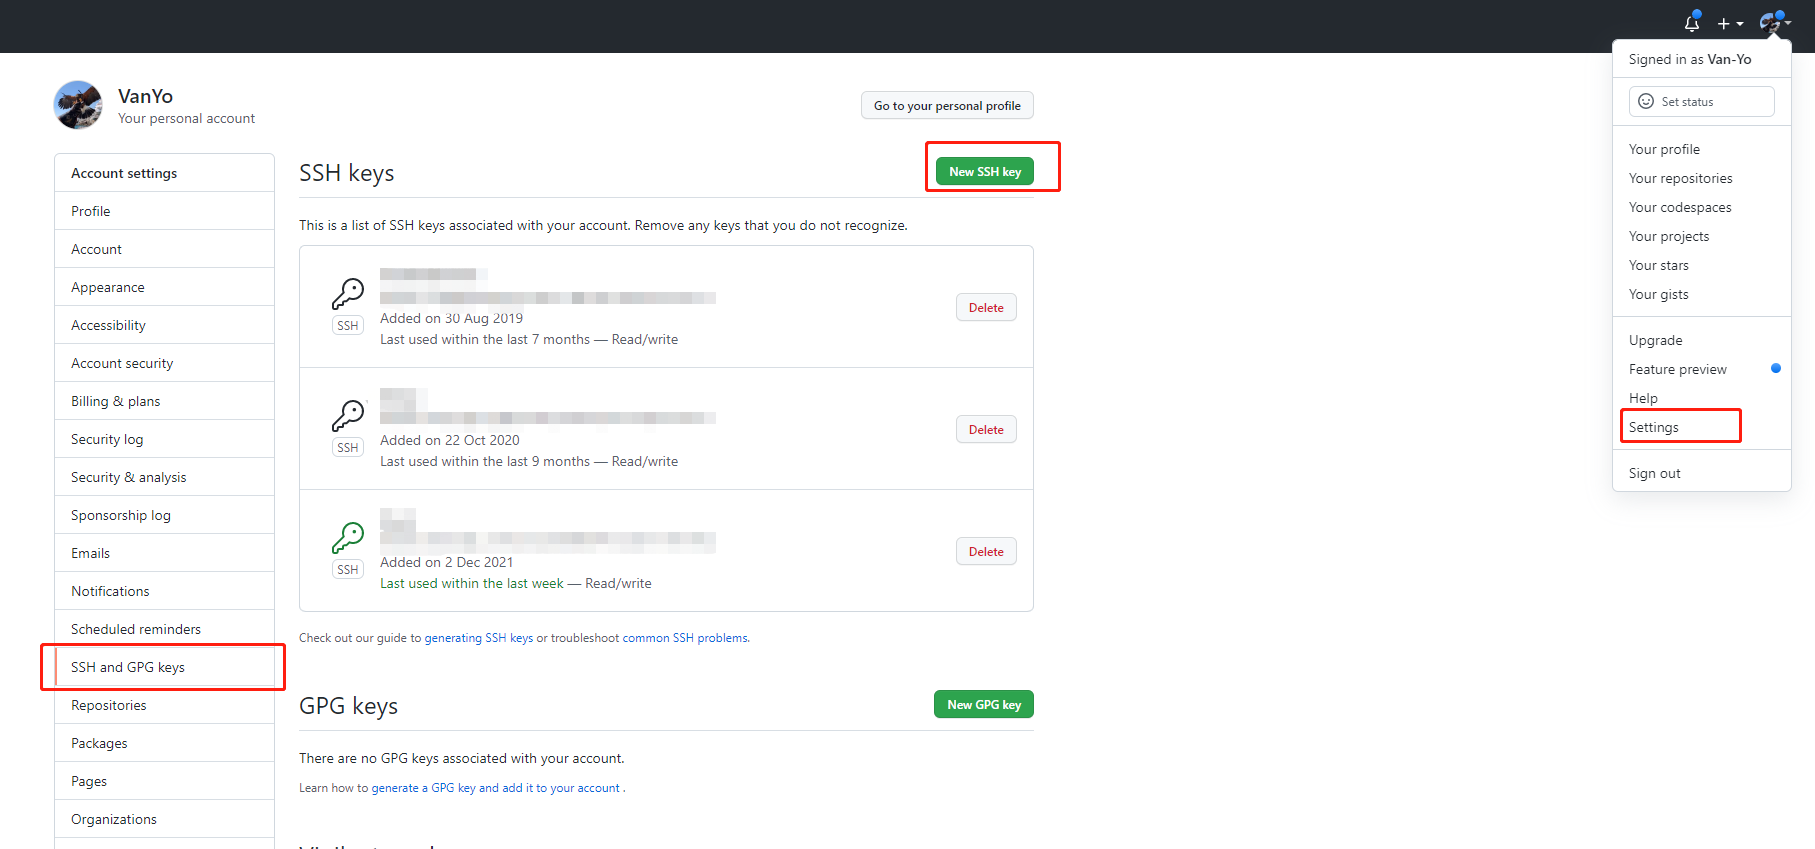 VanYo
Your personal account
Go to your personal profile
Account settings
Profile
Account
Appearance
Accessibility
Account security
Billing & plans
Security log
Security & analysis
Sponsorship log
Emails
Notifications
Scheduled reminders
SSH and GPG keys
Repositories
Packages
Pages
Organizations
SSH keys
New SSH key
This is a list of SSH keys associated with your account. Remove any keys that you do not recognize.
SSH
Added on 30 Aug 2019
Last used within the last 7 months — Read/write
Delete
SSH
Added on 22 Oct 2020
Last used within the last 9 months — Read/write
Delete
SSH
Added on 2 Dec 2021
Last used within the last week — Read/write
Delete
Check out our guide to generating SSH keys or troubleshoot common SSH problems.
GPG keys
New GPG key
There are no GPG keys associated with your account.
Learn how to generate a GPG key and add it to your account .
Signed in as Van-Yo
Set status
Your profile
Your repositories
Your codespaces
Your projects
Your stars
Your gists
Upgrade
Feature preview
Help
Settings
Sign out